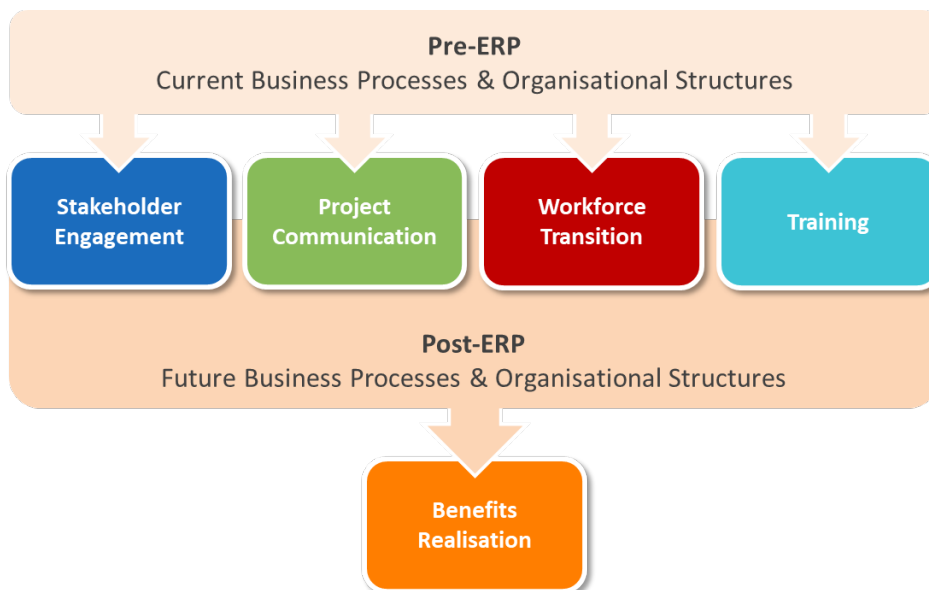 Pre-ERP
Current Business Processes & Organisational Structures
Stakeholder
Engagement
Project
Communication
Workforce
Transition
Training
Post-ERP
Future Business Processes & Organisational Structures
Benefits
Realisation